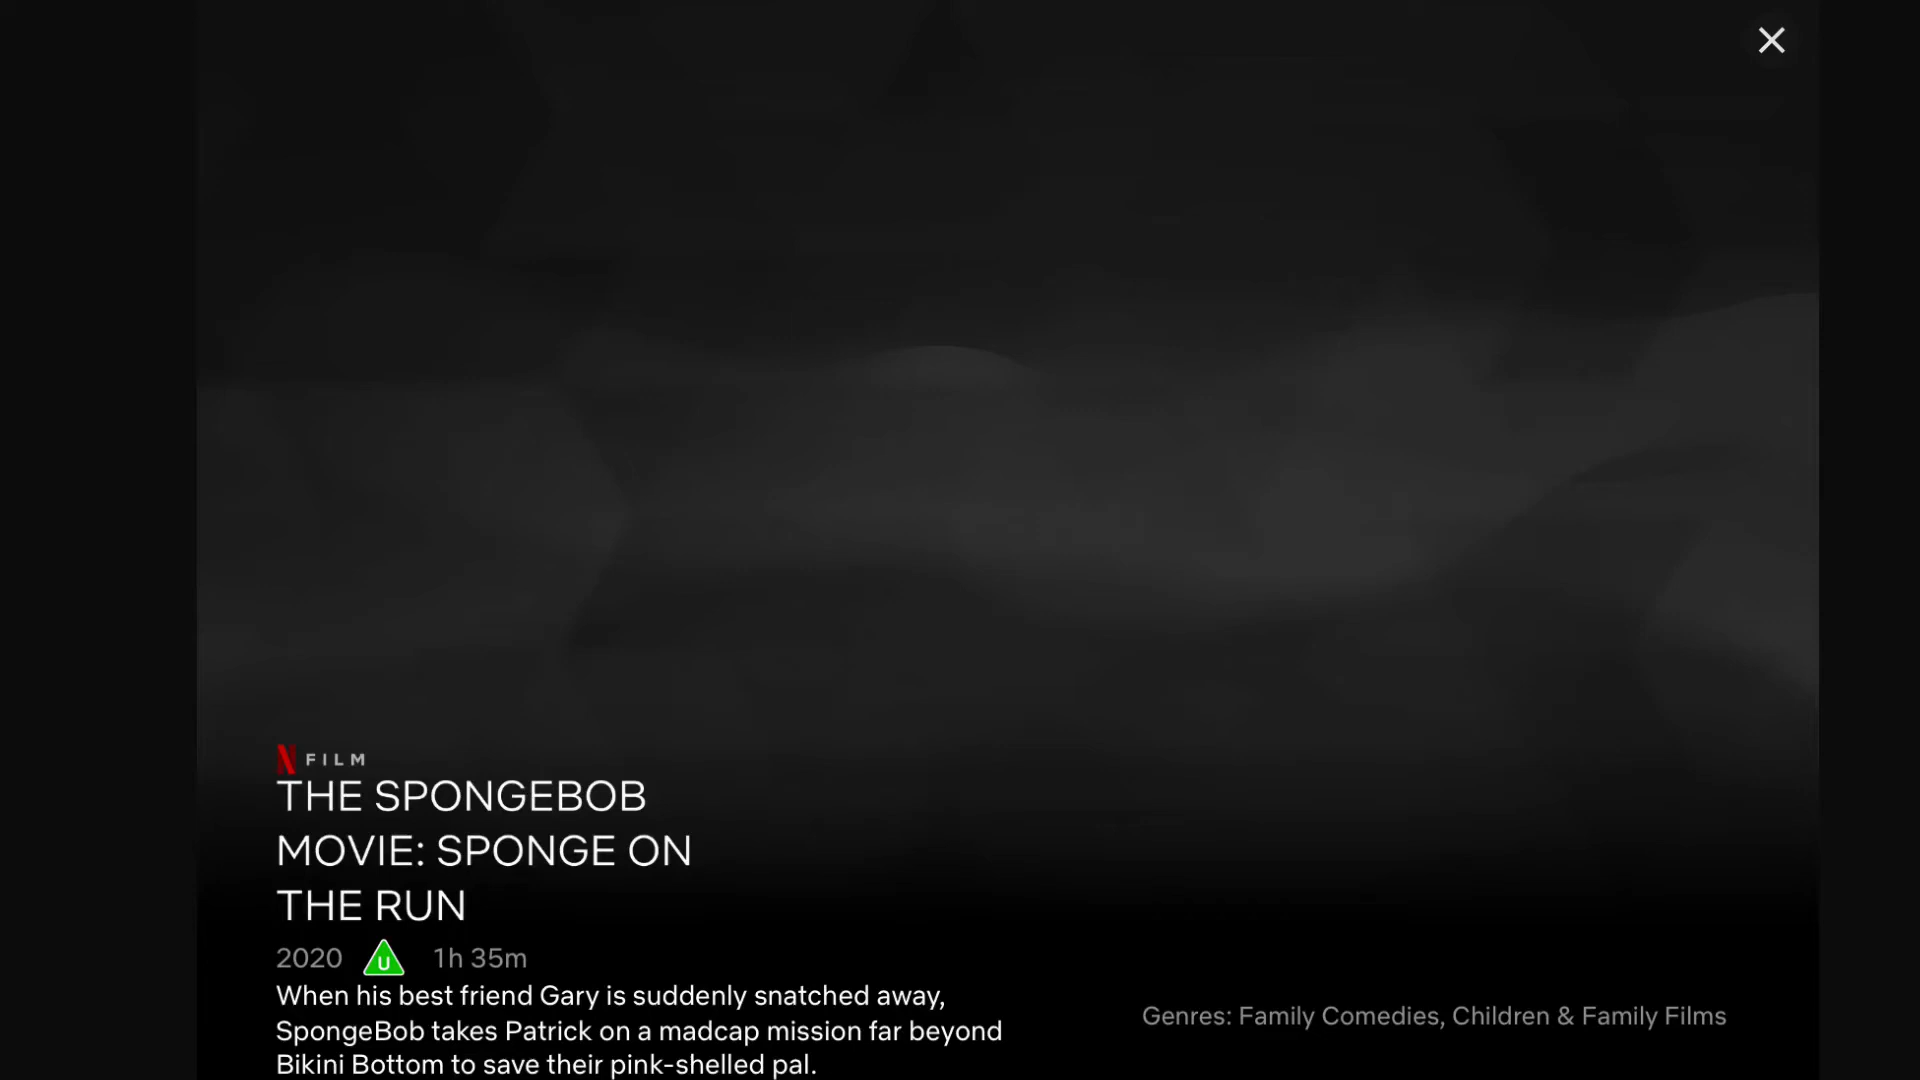 N FILM
THE SPONGEBOB
MOVIE: SPONGE ON
THE RUN
2020 U 1h 35m
When his best friend Gary is suddenly snatched away,
SpongeBob takes Patrick on a madcap mission far beyond
Bikini Bottom to save their pink-shelled pal.
Genres: Family Comedies, Children & Family Films